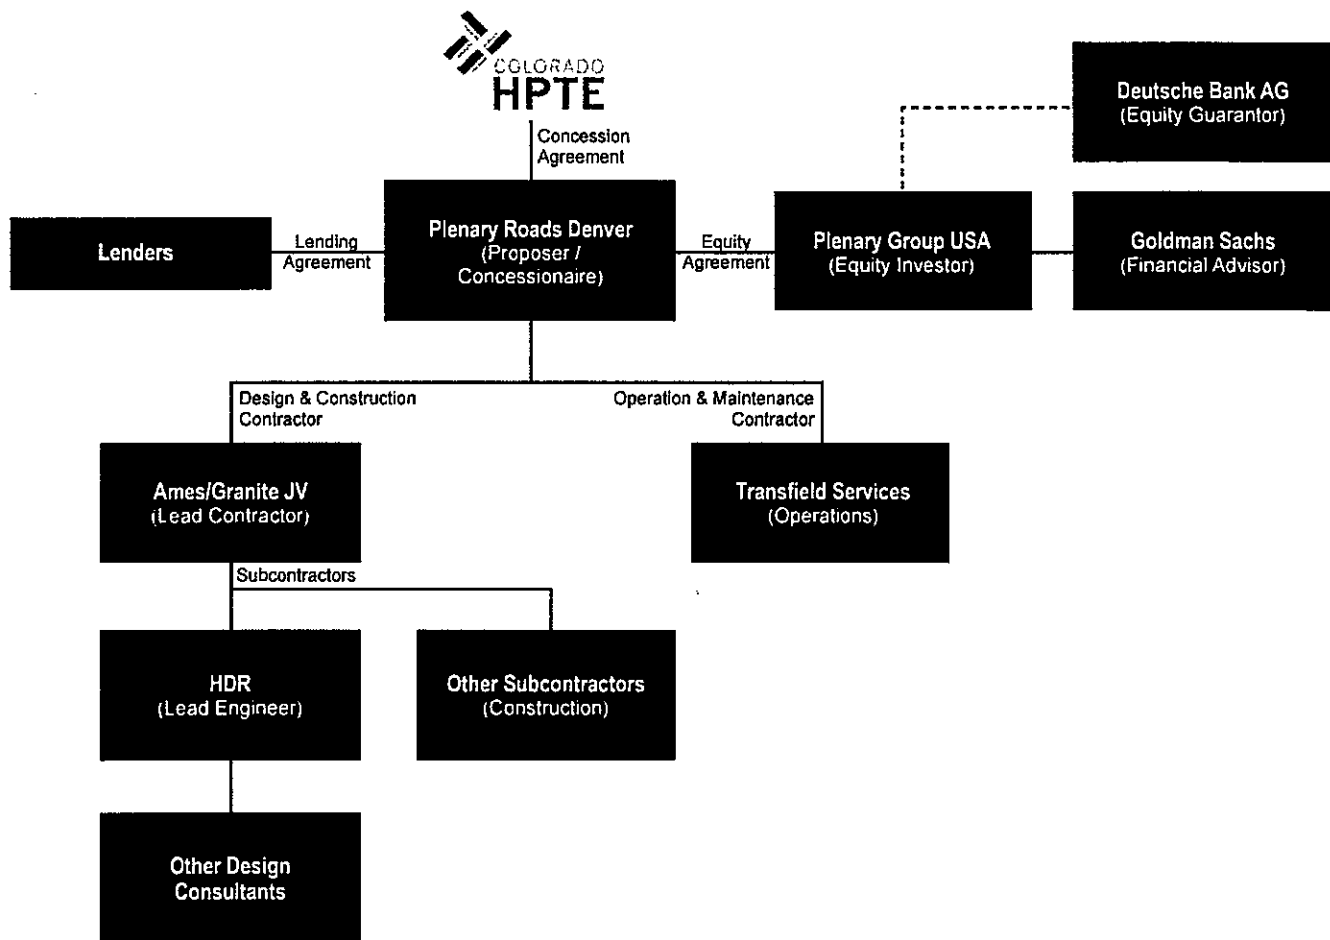 COLORADO
HPTE
Concession
Agreement
Deutsche Bank AG
(Equity Guarantor)
Lenders
Lending
Agreement
Plenary Roads Denver
(Proposer /
Concessionaire)
Equity
Agreement
Plenary Group USA
(Equity Investor)
Goldman Sachs
(Financial Advisor)
Design & Construction
Contractor
Operation & Maintenance
Contractor
Ames/Granite JV
(Lead Contractor)
Transfield Services
(Operations)
Subcontractors
HDR
(Lead Engineer)
Other Subcontractors
(Construction)
Other Design
Consultants